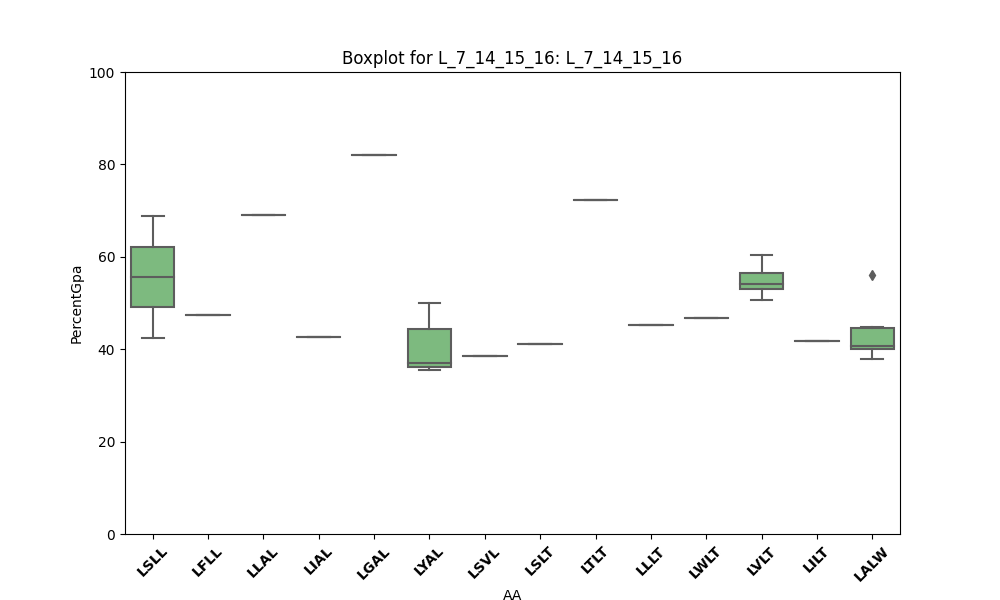 Boxplot for L_7_14_15_16: L_7_14_15_16
100
80
60
40
20
0
PercentGpa
LSLL LFLL LLAL LIAL LGAL LYAL LSVL LSLT LTLT LLLT LWLT LVLT LILT LALW
AA